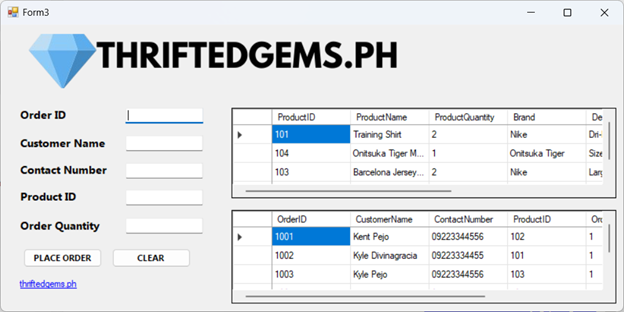 Form3
THRIFTEDGEMS.PH
Order ID
Customer Name
Contact Number
Product ID
Order Quantity
PLACE ORDER CLEAR
thriftedgems.ph
ProductID ProductName ProductQuantity Brand De
101 Training Shirt 2 Nike Dri-
104 Onitsuka Tiger M... 1 Onitsuka Tiger Size
103 Barcelona Jersey... 2 Nike Larg
OrderID CustomerName ContactNumber ProductID Orc
1001 Kent Pejo 09223344556 102 1
1002 Kyle Divinagracia 0922334455 101 1
1003 Kyle Pejo 09223344455 103 1